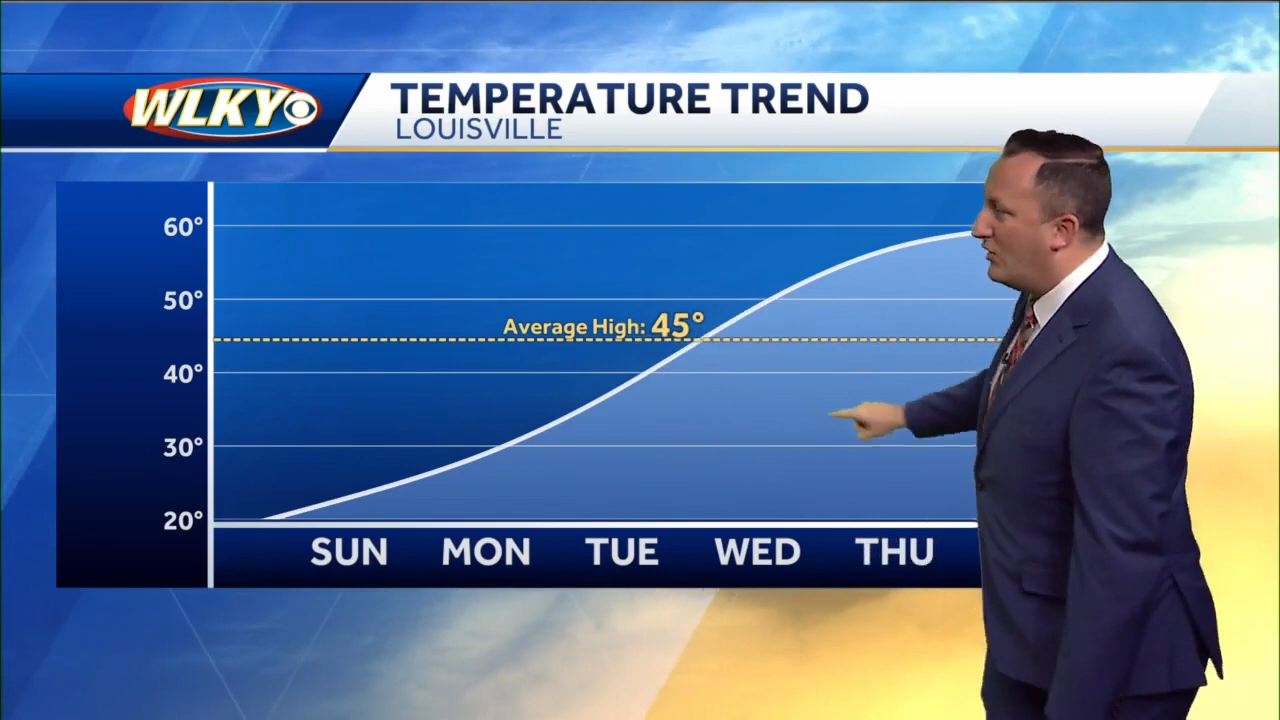 WLKY
TEMPERATURE TREND
LOUISVILLE
60°
50°
Average High: 45°
40°
30°
20°
SUN MON TUE WED THU